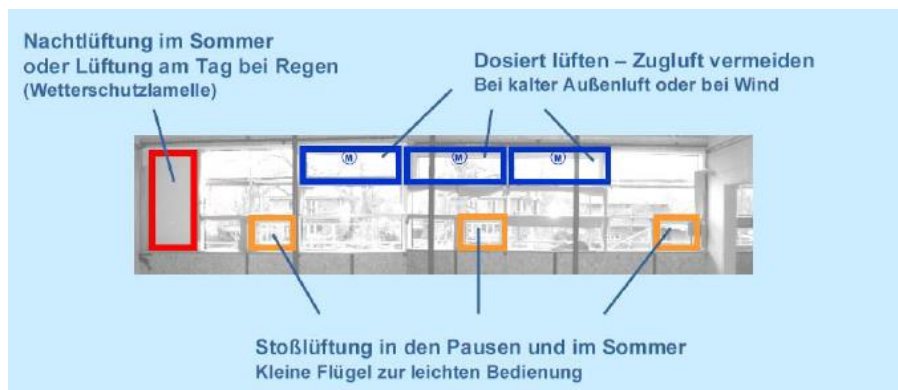 Nachtlüftung im Sommer
oder Lüftung am Tag bei Regen
(Wetterschutzlamelle)
Dosiert lüften – Zugluft vermeiden
Bei kalter Außenluft oder bei Wind
M M M
Stoßlüftung in den Pausen und im Sommer
Kleine Flügel zur leichten Bedienung